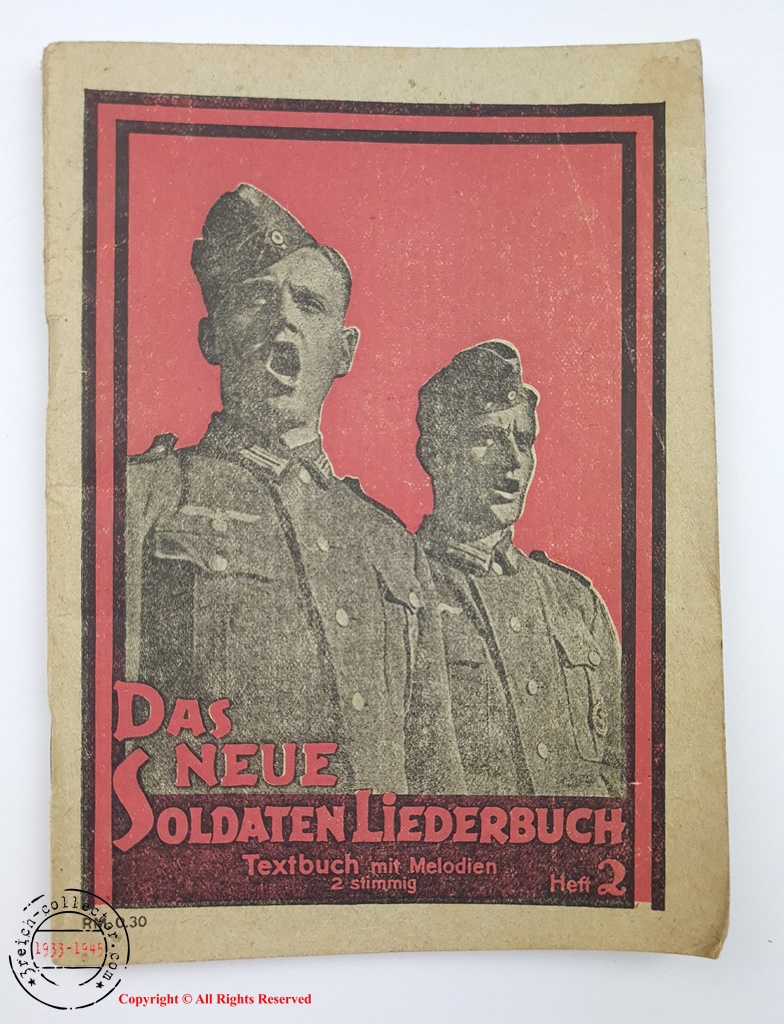 DAS
NEUE
SOLDATEN LiEDERBUCH
Textbuch mit Melodien
2 stimmig
Heft 2
RM 0.30
3reich-collector.com
1933-1945
Copyright © All Rights Reserved